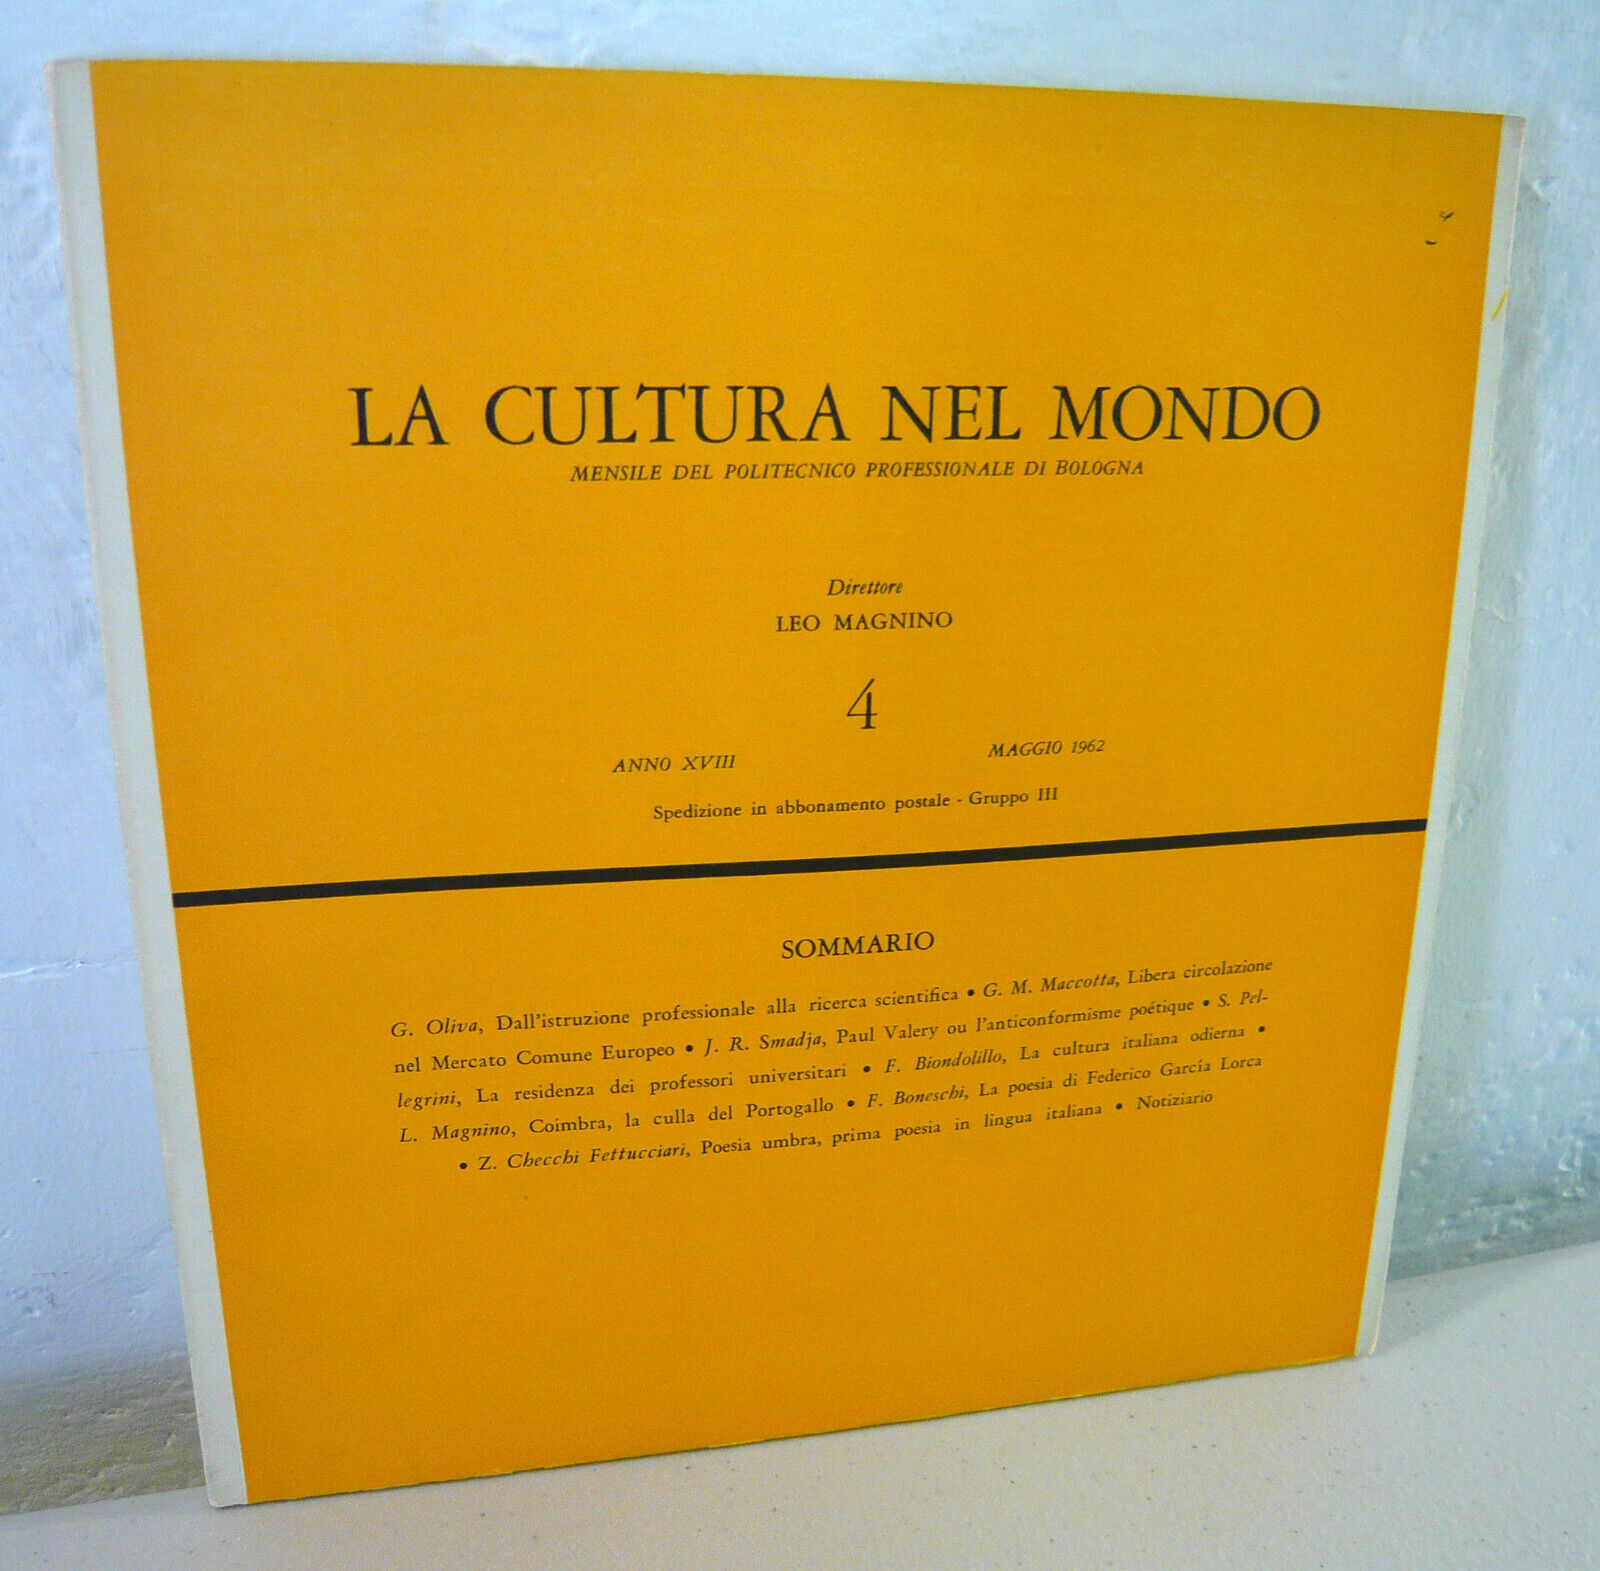 LA CULTURA NEL MONDO
MENSILE DEL POLITECNICO PROFESSIONALE DI BOLOGNA
Direttore
LEO MAGNINO
4
ANNO XVIII MAGGIO 1962
Spedizione in abbonamento postale - Gruppo III
SOMMARIO
G. Oliva, Dall'istruzione professionale alla ricerca scientifica • G. M. Maccotta, Libera circolazione
nel Mercato Comune Europeo • J. R. Smadja, Paul Valery ou l'anticonformisme poétique • S. Pel-
legrini, La residenza dei professori universitari • F. Biondolillo, La cultura italiana odierna •
L. Magnino, Coimbra, la culla del Portogallo • F. Boneschi, La poesia di Federico García Lorca
• Z. Checchi Fettucciari, Poesia umbra, prima poesia in lingua italiana • Notiziario